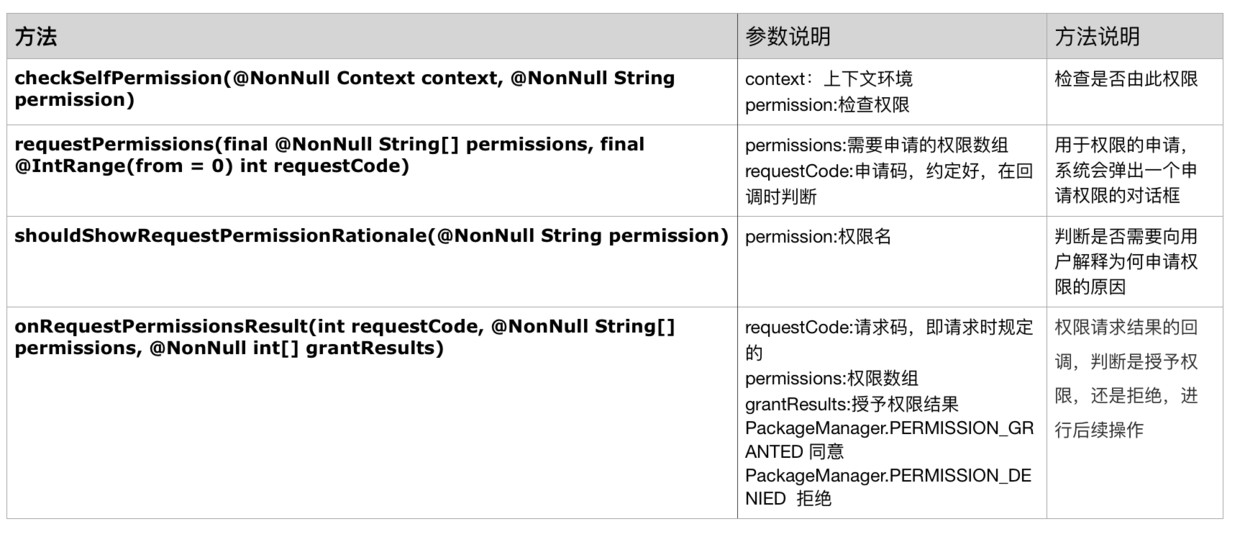 方法
参数说明
方法说明
checkSelfPermission(@NonNull Context context, @NonNull String
permission)
context：上下文环境
permission:检查权限
检查是否由此权限
requestPermissions(final @NonNull String[] permissions, final
@IntRange(from = 0) int requestCode)
permissions:需要申请的权限数组
requestCode:申请码，约定好，在回
调时判断
用于权限的申请，
系统会弹出一个申
请权限的对话框
shouldShowRequestPermissionRationale(@NonNull String permission)
permission:权限名
判断是否需要向用
户解释为何申请权
限的原因
onRequestPermissionsResult(int requestCode, @NonNull String[]
permissions, @NonNull int[] grantResults)
requestCode:请求码，即请求时规定
的
permissions:权限数组
grantResults:授予权限结果
PackageManager.PERMISSION_GR
ANTED 同意
PackageManager.PERMISSION_DE
NIED 拒绝
权限请求结果的回
调，判断是授予权
限，还是拒绝，进
行后续操作